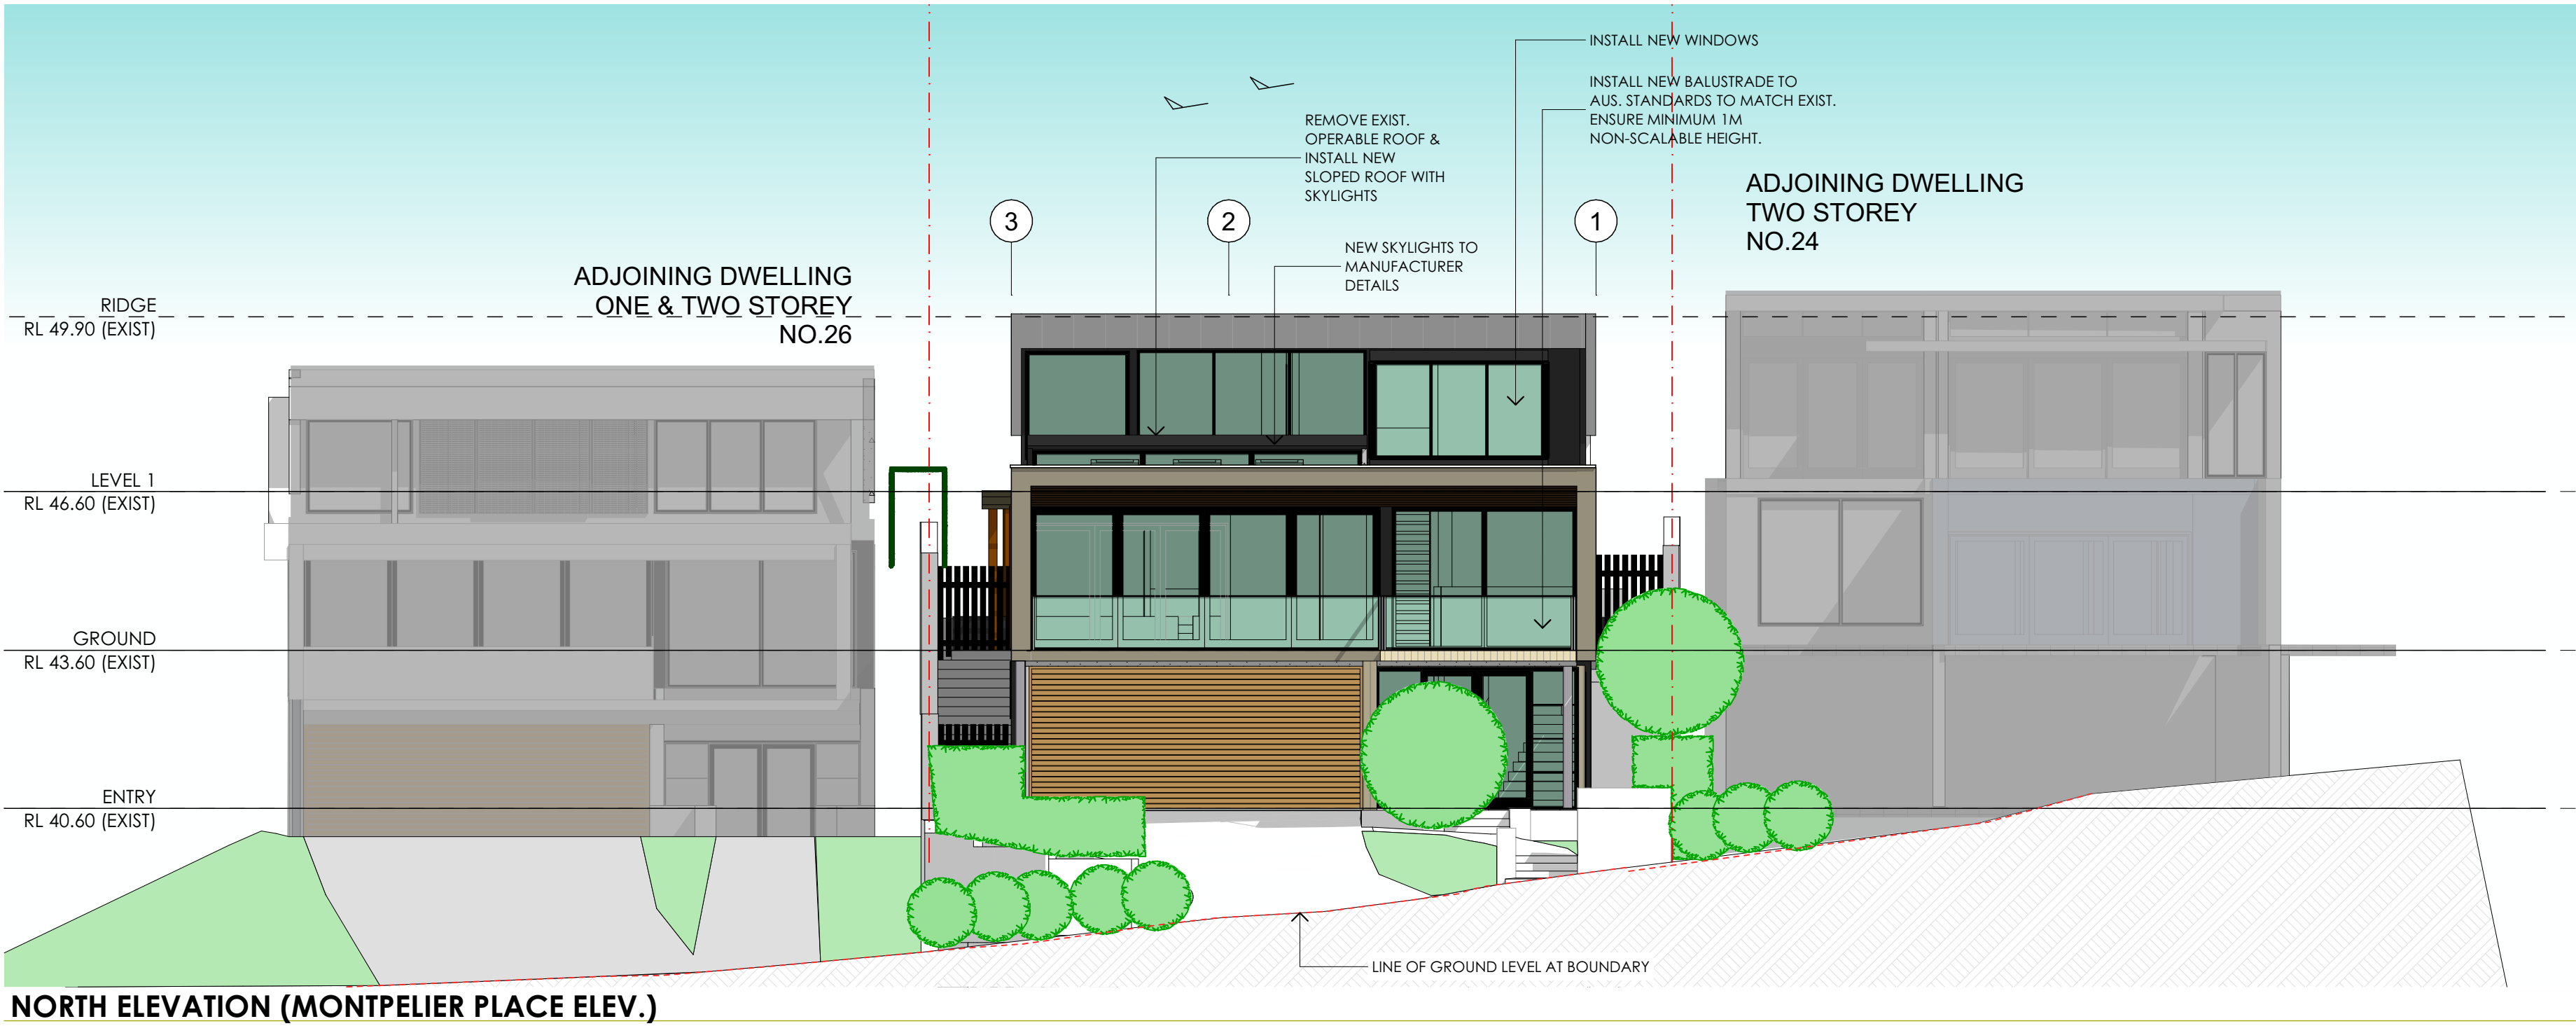 INSTALL NEW WINDOWS
INSTALL NEW BALUSTRADE TO
AUS. STANDARDS TO MATCH EXIST.
ENSURE MINIMUM 1M
NON-SCALABLE HEIGHT.
REMOVE EXIST.
OPERABLE ROOF &
INSTALL NEW
SLOPED ROOF WITH
SKYLIGHTS
ADJOINING DWELLING
TWO STOREY
NO.24
3
2
1
NEW SKYLIGHTS TO
MANUFACTURER
DETAILS
ADJOINING DWELLING
ONE & TWO STOREY
NO.26
RIDGE
RL 49.90 (EXIST)
LEVEL 1
RL 46.60 (EXIST)
GROUND
RL 43.60 (EXIST)
ENTRY
RL 40.60 (EXIST)
LINE OF GROUND LEVEL AT BOUNDARY
NORTH ELEVATION (MONTPELIER PLACE ELEV.)